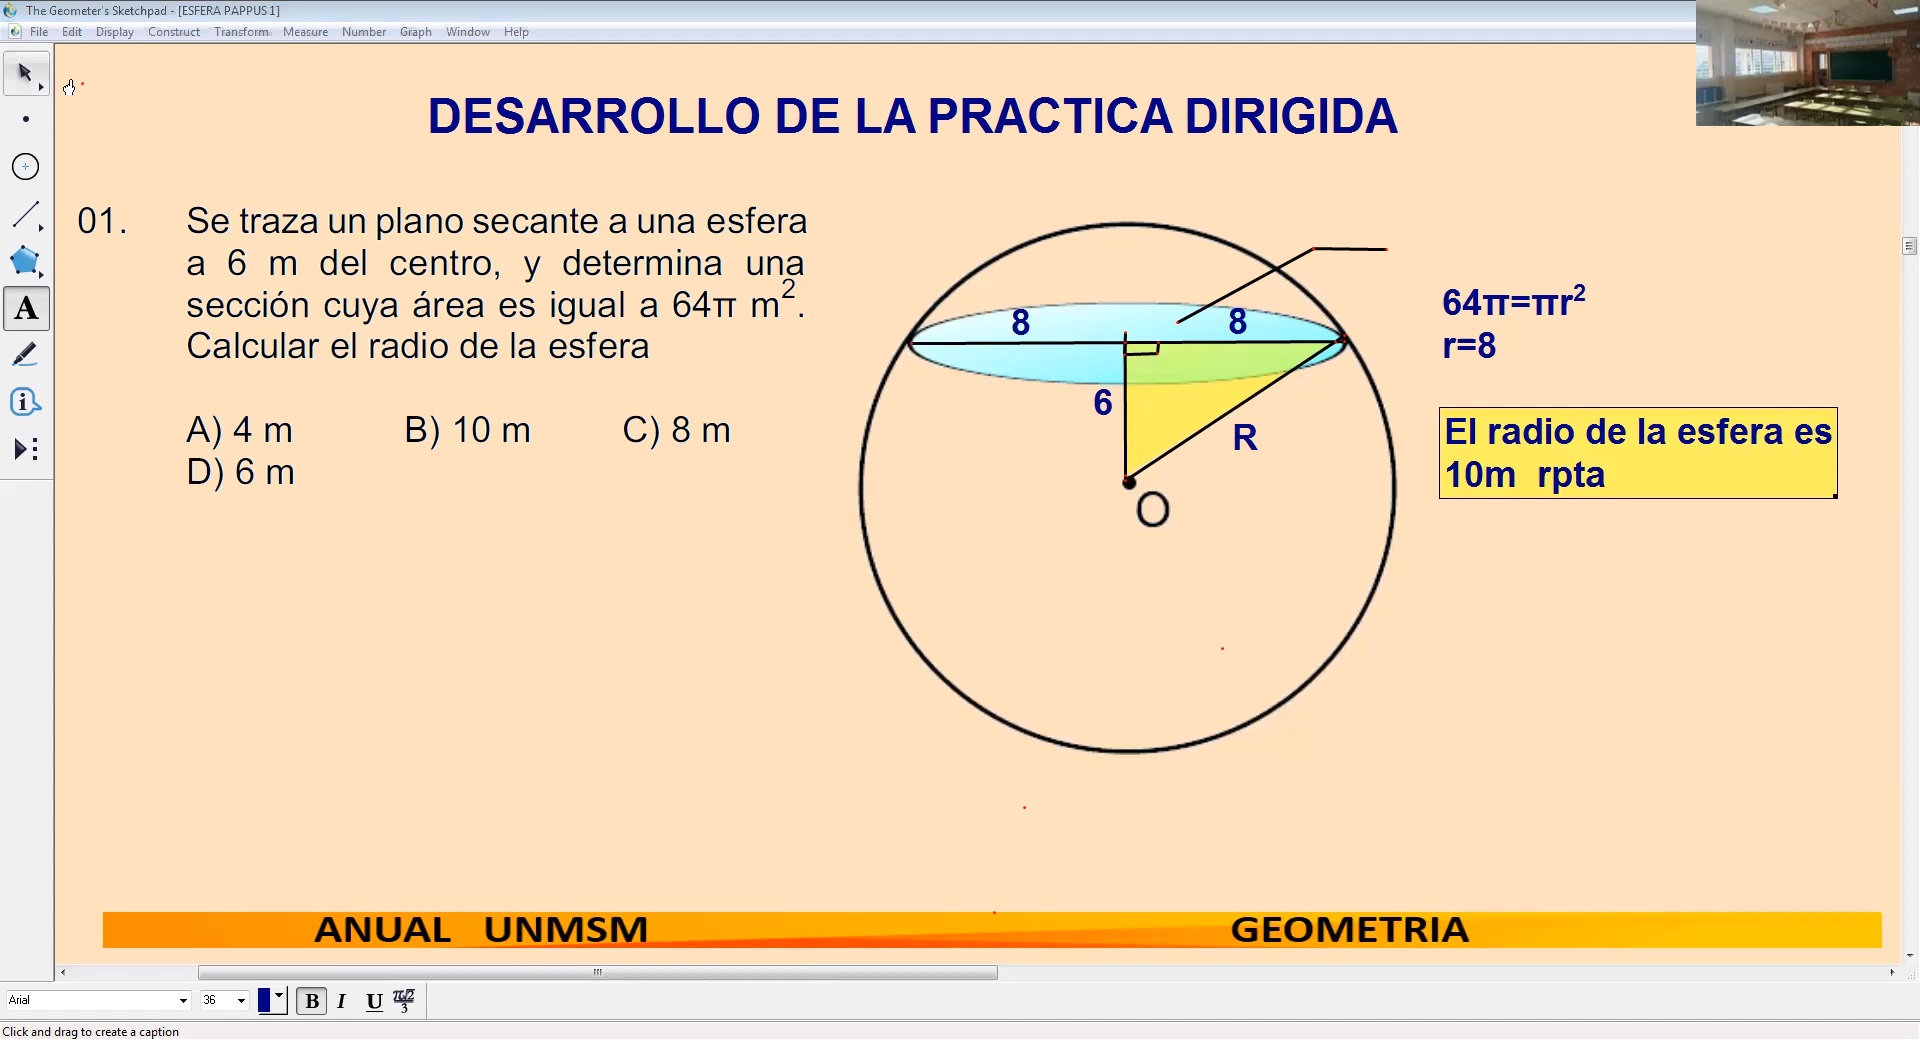 The Geometer's Sketchpad - [ESFERA PAPPUS 1]
File Edit Display Construct Transform Measure Number Graph Window Help
DESARROLLO DE LA PRACTICA DIRIGIDA
01. Se traza un plano secante a una esfera
a 6 m del centro, y determina una
sección cuya área es igual a 64π m².
Calcular el radio de la esfera
A) 4 m B) 10 m C) 8 m
D) 6 m
8 8
6
R
O
64π=πr²
r=8
El radio de la esfera es
10m rpta
ANUAL UNMSM GEOMETRIA
Arial 36 B I U
Click and drag to create a caption